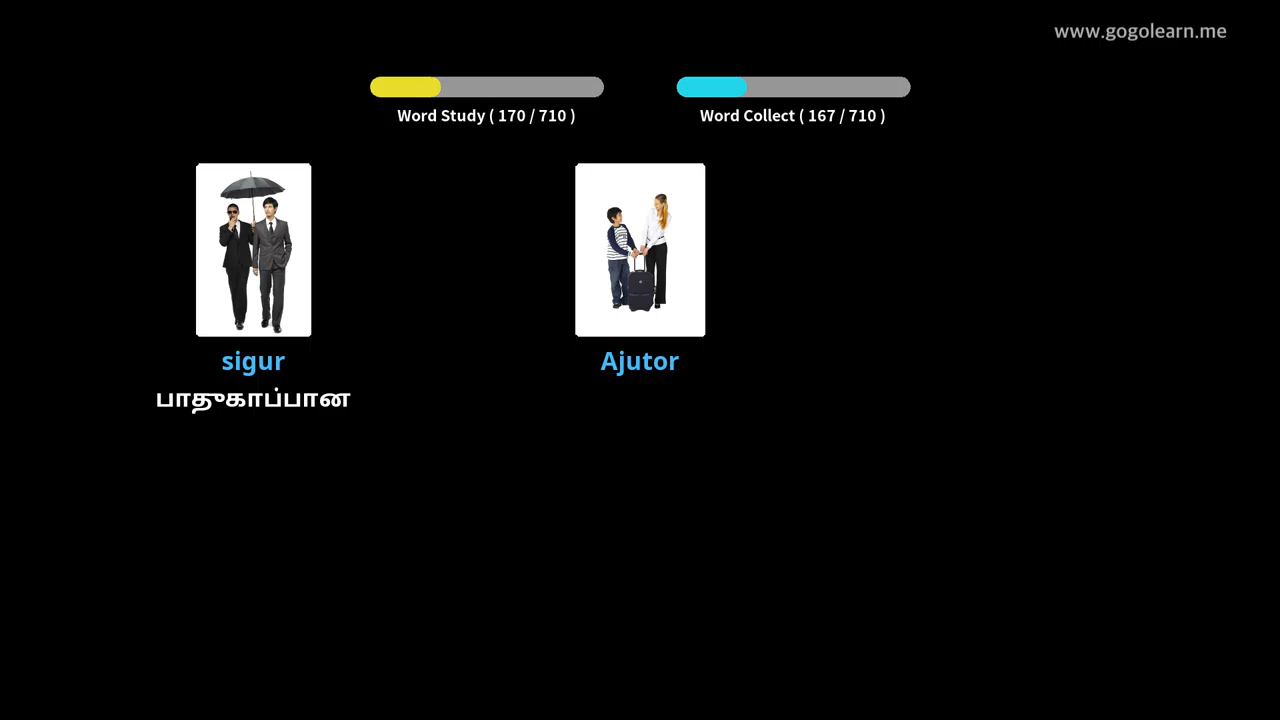 www.gogolearn.me
Word Study ( 170 / 710 )
Word Collect ( 167 / 710 )
sigur
பாதுகாப்பான
Ajutor